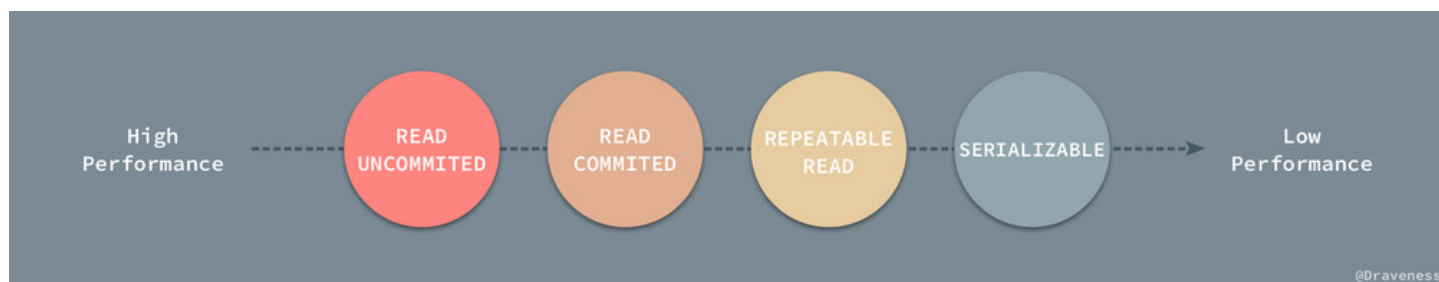 High
Performance
READ
UNCOMMITED
READ
COMMITED
REPEATABLE
READ
SERIALIZABLE
Low
Performance
@Draveness